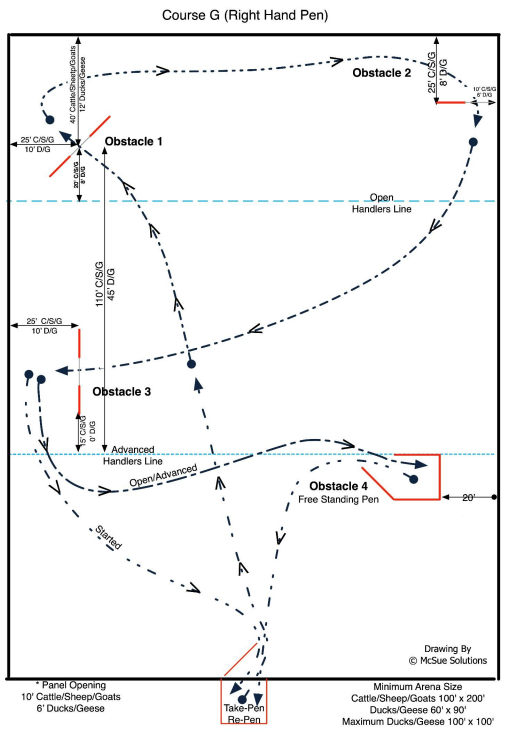 Course G (Right Hand Pen)
40' Cattle/Sheetp/Goats
12' Ducks/Geese
Obstacle 2
25' C/S/G
8' D/G
10' C/S/G
6' D/G
25' C/S/G
10' D/G
Obstacle 1
20' C/S/G
8' D/G
Open
Handlers Line
110' C/S/G
45' D/G
25' C/S/G
10' D/G
Obstacle 3
15' C/S/G
0' D/G
Advanced
Handlers Line
Open/Advanced
Obstacle 4
Free Standing Pen
20'
Started
Drawing By
© McSue Solutions
* Panel Opening
10' Cattle/Sheep/Goats
6' Ducks/Geese
Take-Pen
Re-Pen
Minimum Arena Size
Cattle/Sheep/Goats 100' x 200'
Ducks/Geese 60' x 90'
Maximum Ducks/Geese 100' x 100'